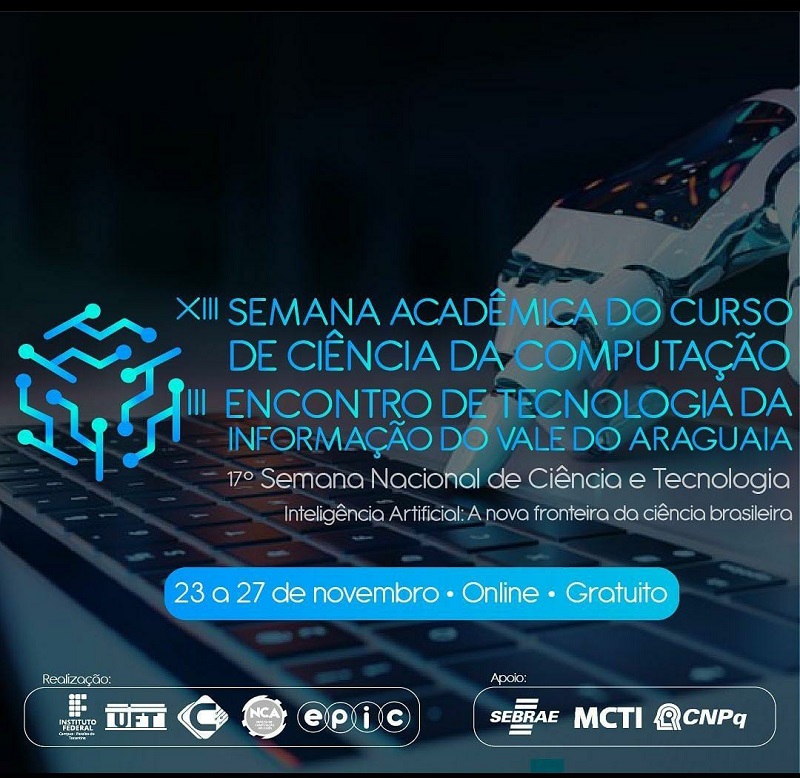 XIII SEMANA ACADÊMICA DO CURSO
DE CIÊNCIA DA COMPUTAÇÃO
III ENCONTRO DE TECNOLOGIA DA
INFORMAÇÃO DO VALE DO ARAGUAIA
17º Semana Nacional de Ciência e Tecnologia
Inteligência Artificial: A nova fronteira da ciência brasileira
23 a 27 de novembro • Online • Gratuito
Realização:
INSTITUTO
FEDERAL
UFT
NCA
epic
Apoio:
SEBRAE
MCTI
CNPq